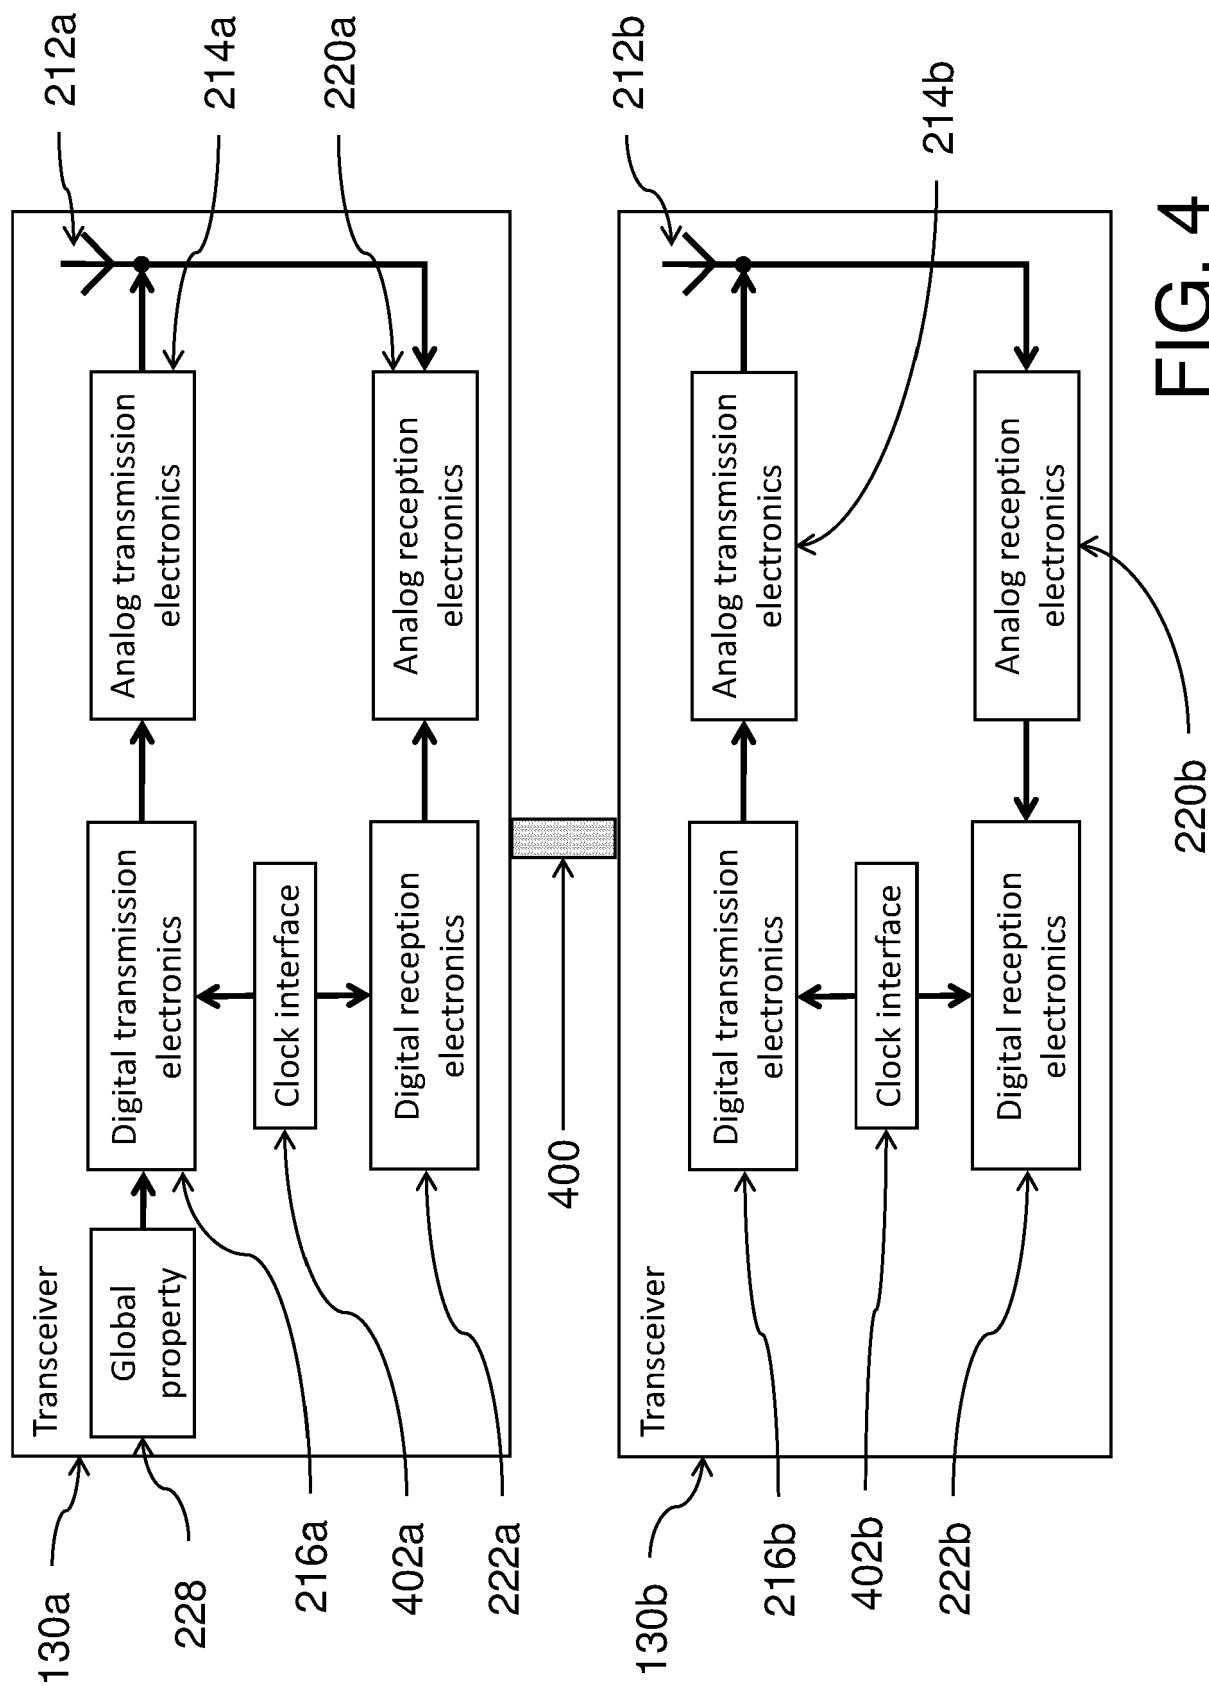 130a
Transceiver
212a
228
Global
property
Digital transmission
electronics
Analog transmission
electronics
214a
216a
402a
Clock interface
222a
Digital reception
electronics
Analog reception
electronics
220a
400
130b
Transceiver
212b
216b
Digital transmission
electronics
Analog transmission
electronics
214b
402b
Clock interface
222b
Digital reception
electronics
Analog reception
electronics
220b
FIG. 4